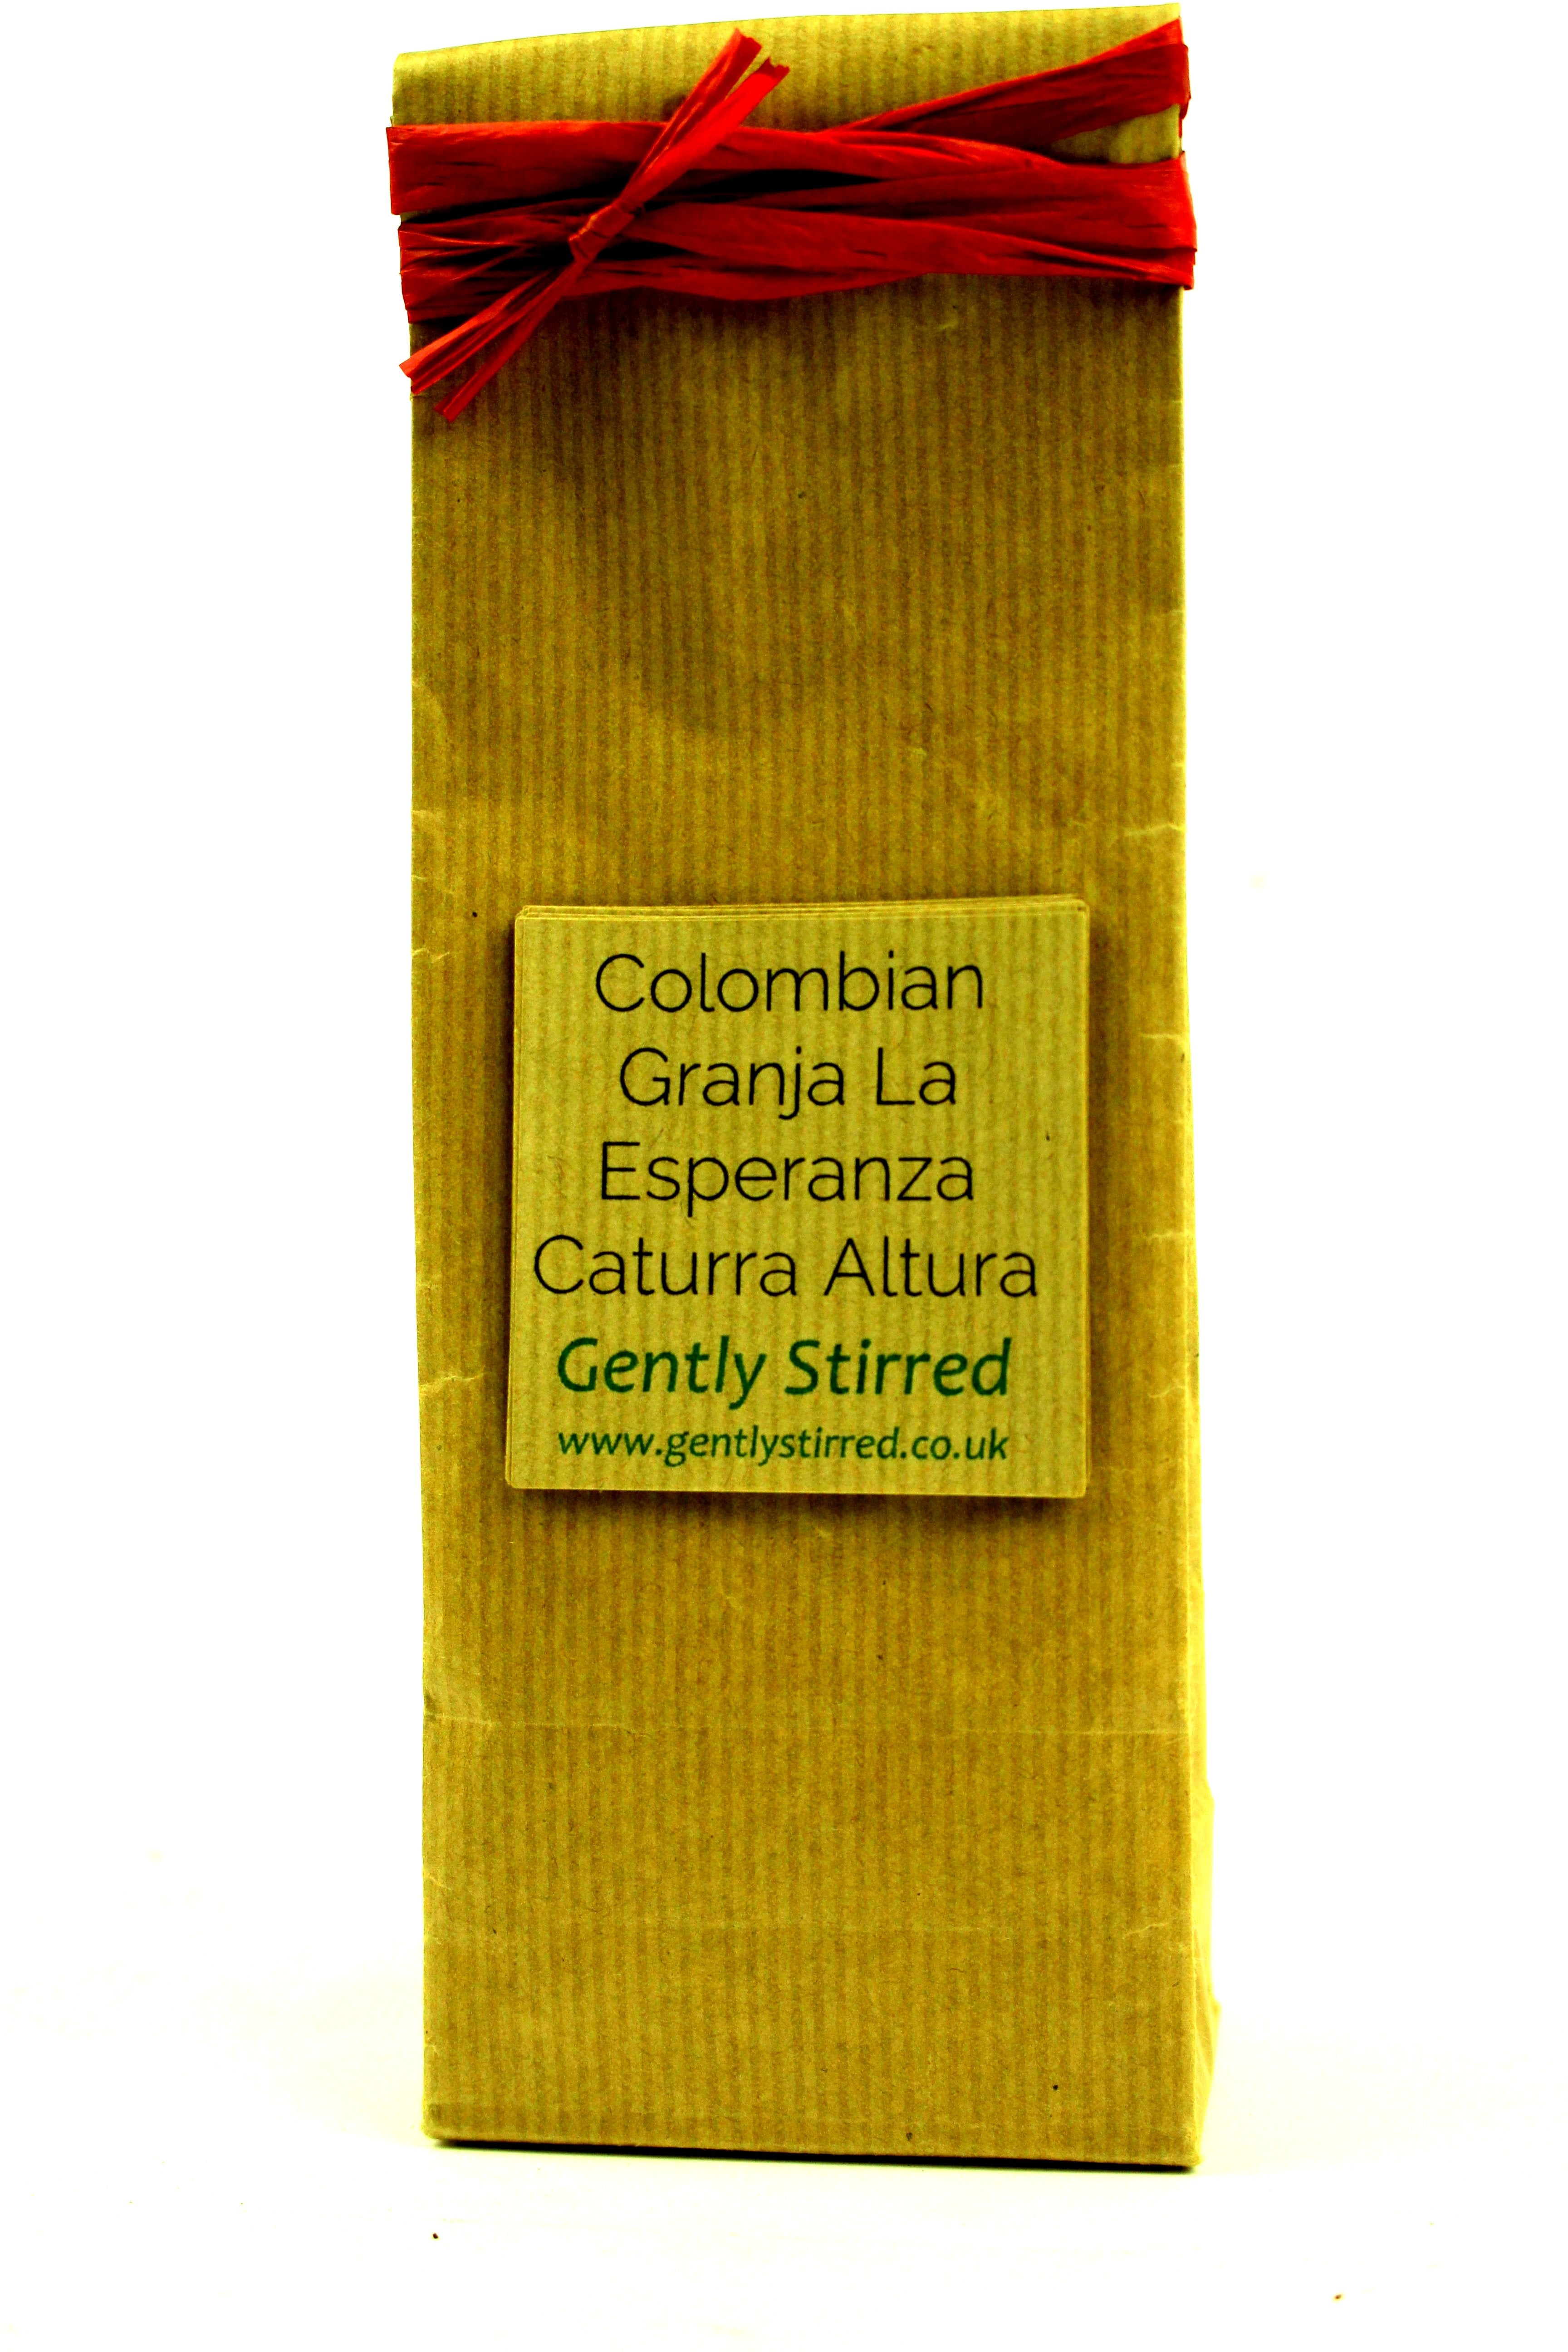 Colombian
Granja La
Esperanza
Caturra Altura
Gently Stirred
www.gentlystirred.co.uk